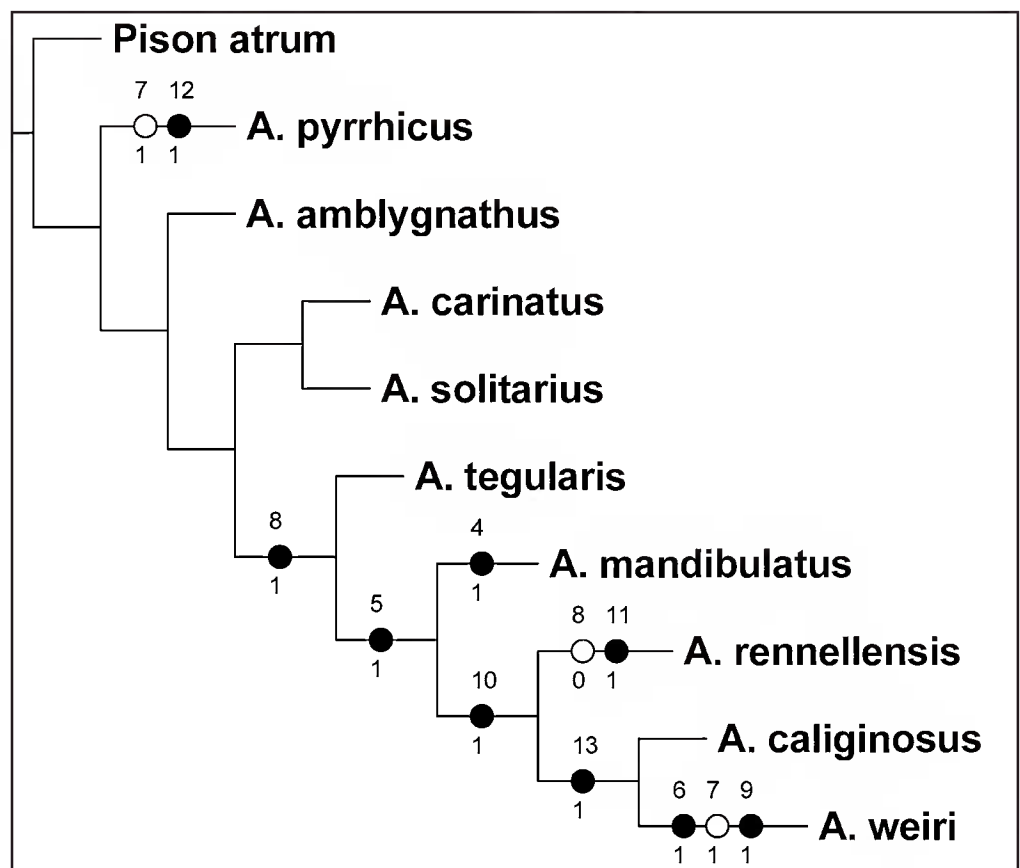 Pison atrum
7 12
A. pyrrhicus
1 1
A. amblygnathus
A. carinatus
A. solitarius
A. tegularis
8
1
4
A. mandibulatus
1
5
1
8 11
A. rennellensis
0 1
10
1
A. caliginosus
13
1
6 7 9
A. weiri
1 1 1